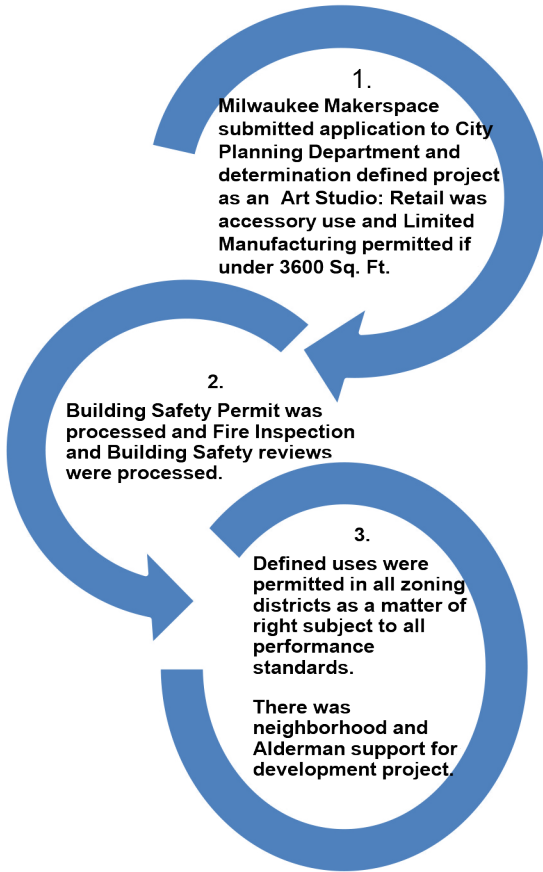 1.
Milwaukee Makerspace
submitted application to City
Planning Department and
determination defined project
as an Art Studio: Retail was
accessory use and Limited
Manufacturing permitted if
under 3600 Sq. Ft.
2.
Building Safety Permit was
processed and Fire Inspection
and Building Safety reviews
were processed.
3.
Defined uses were
permitted in all zoning
districts as a matter of
right subject to all
performance
standards.
There was
neighborhood and
Alderman support for
development project.